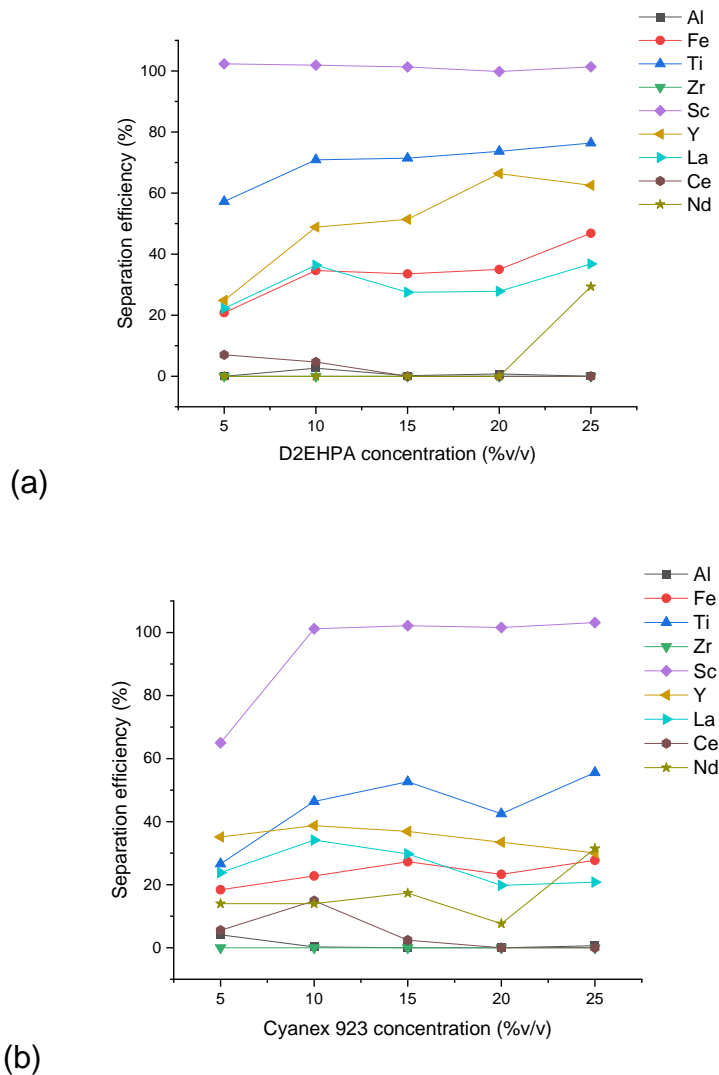 Al
Fe
Ti
Zr
Sc
Y
La
Ce
Nd
100
80
60
40
20
0
Separation efficiency (%)
5 10 15 20 25
D2EHPA concentration (%v/v)
(a)
Al
Fe
Ti
Zr
Sc
Y
La
Ce
Nd
100
80
60
40
20
0
Separation efficiency (%)
5 10 15 20 25
Cyanex 923 concentration (%v/v)
(b)